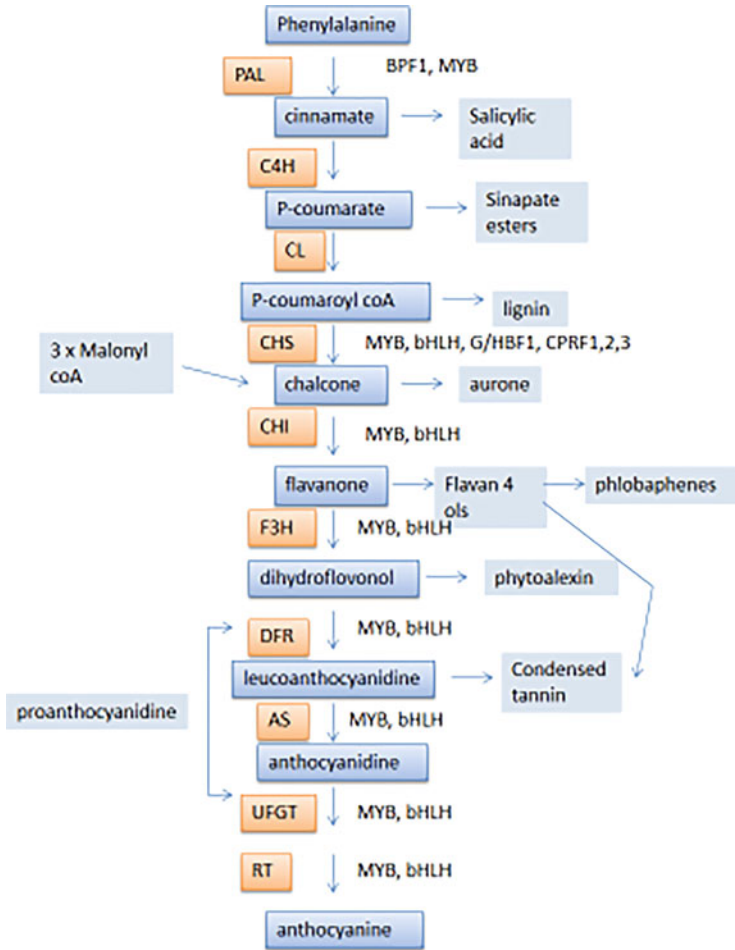 Phenylalanine
PAL
BPF1, MYB
cinnamate
Salicylic
acid
C4H
P-coumarate
Sinapate
esters
CL
P-coumaroyl coA
lignin
CHS
MYB, bHLH, G/HBF1, CPRF1,2,3
3 x Malonyl
coA
chalcone
aurone
CHI
MYB, bHLH
flavanone
Flavan 4
ols
phlobaphenes
F3H
MYB, bHLH
dihydroflovonol
phytoalexin
DFR
MYB, bHLH
leucoanthocyanidine
Condensed
tannin
proanthocyanidine
AS
MYB, bHLH
anthocyanidine
UFGT
MYB, bHLH
RT
MYB, bHLH
anthocyanine